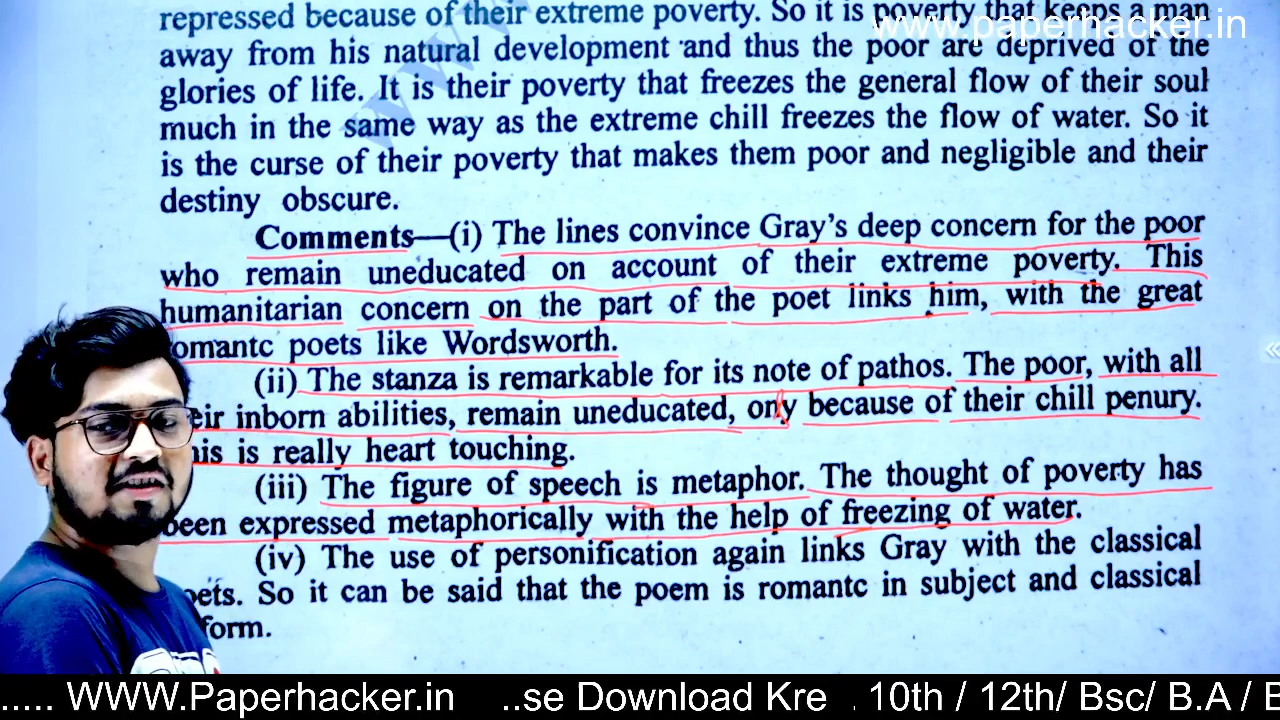 repressed because of their extreme poverty. So it is poverty that keeps a man
www.paperhacker.in
away from his natural development and thus the poor are deprived of the
glories of life. It is their poverty that freezes the general flow of their soul
much in the same way as the extreme chill freezes the flow of water. So it
is the curse of their poverty that makes them poor and negligible and their
destiny obscure.
Comments—(i) The lines convince Gray's deep concern for the poor
who remain uneducated on account of their extreme poverty. This
humanitarian concern on the part of the poet links him, with the great
omantc poets like Wordsworth.
(ii) The stanza is remarkable for its note of pathos. The poor, with all
eir inborn abilities, remain uneducated, only because of their chill penury.
his is really heart touching.
(iii) The figure of speech is metaphor. The thought of poverty has
been expressed metaphorically with the help of freezing of water.
(iv) The use of personification again links Gray with the classical
oets. So it can be said that the poem is romantc in subject and classical
form.
..... WWW.Paperhacker.in ..se Download Kre . 10th / 12th/ Bsc/ B.A / B